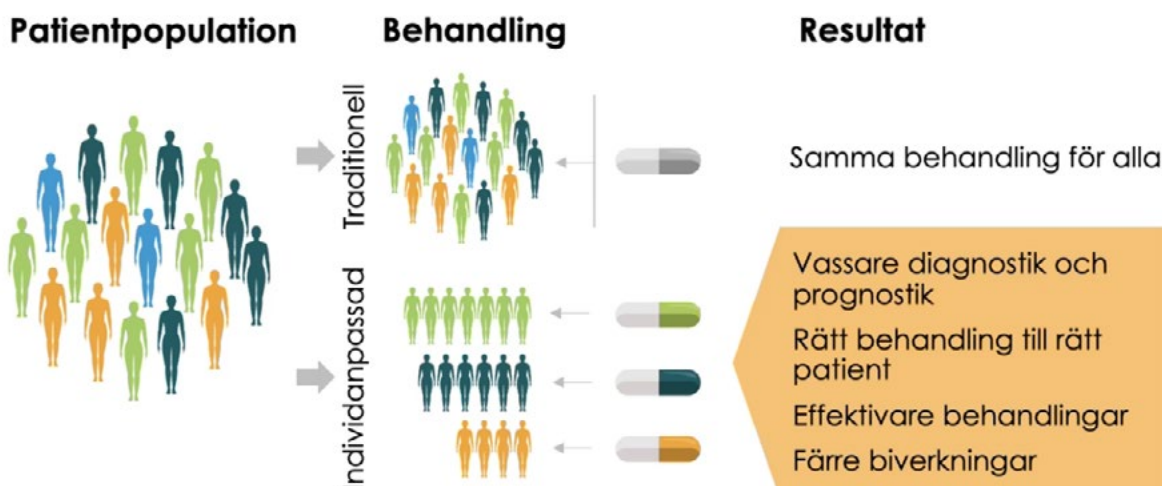 Patientpopulation
Behandling
Resultat
Traditionell
Samma behandling för alla
ndividanpassad
Vassare diagnostik och
prognostik
Rätt behandling till rätt
patient
Effektivare behandlingar
Färre biverkningar